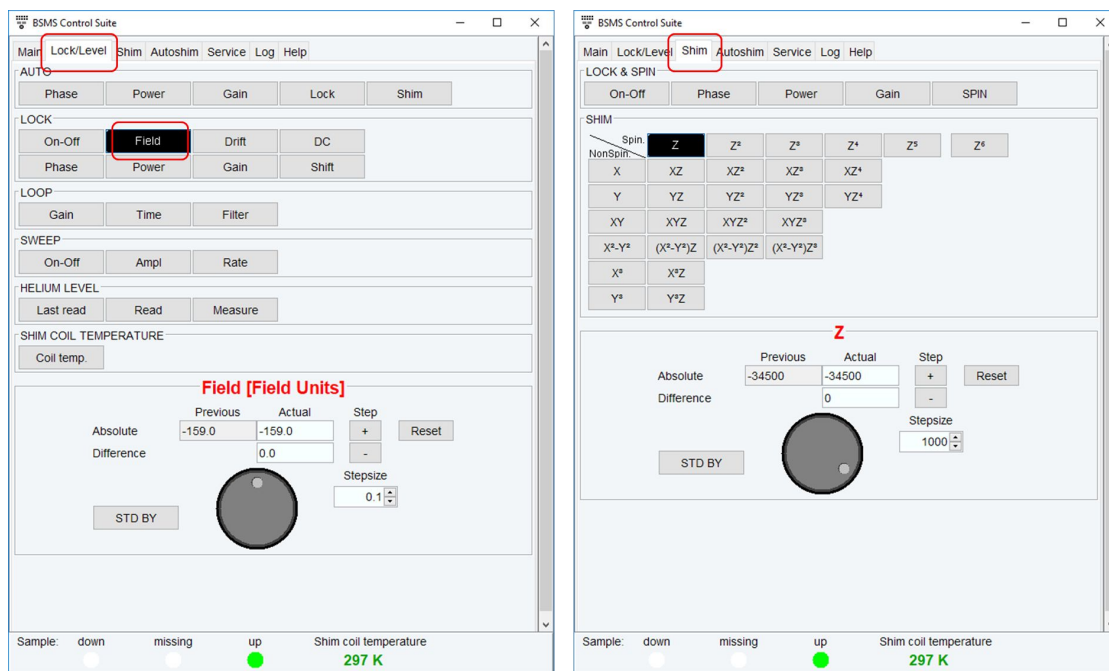 BSMS Control Suite
Main Lock/Level Shim Autoshim Service Log Help
AUTO
Phase Power Gain Lock Shim
LOCK
On-Off Field Drift DC
Phase Power Gain Shift
LOOP
Gain Time Filter
SWEEP
On-Off Ampl Rate
HELIUM LEVEL
Last read Read Measure
SHIM COIL TEMPERATURE
Coil temp.
Field [Field Units]
Previous Actual Step
Absolute -159.0 -159.0 + Reset
Difference 0.0 -
Stepsize
0.1
STD BY
Sample: down missing up Shim coil temperature
297 K
BSMS Control Suite
Main Lock/Level Shim Autoshim Service Log Help
LOCK & SPIN
On-Off Phase Power Gain SPIN
SHIM
Spin.
NonSpin. Z Z² Z³ Z⁴ Z⁵ Z⁶
X XZ XZ² XZ³ XZ⁴
Y YZ YZ² YZ³ YZ⁴
XY XYZ XYZ² XYZ³
X²-Y² (X²-Y²)Z (X²-Y²)Z² (X²-Y²)Z³
X³ X³Z
Y³ Y³Z
Z
Previous Actual Step
Absolute -34500 -34500 + Reset
Difference 0 -
Stepsize
1000
STD BY
Sample: down missing up Shim coil temperature
297 K